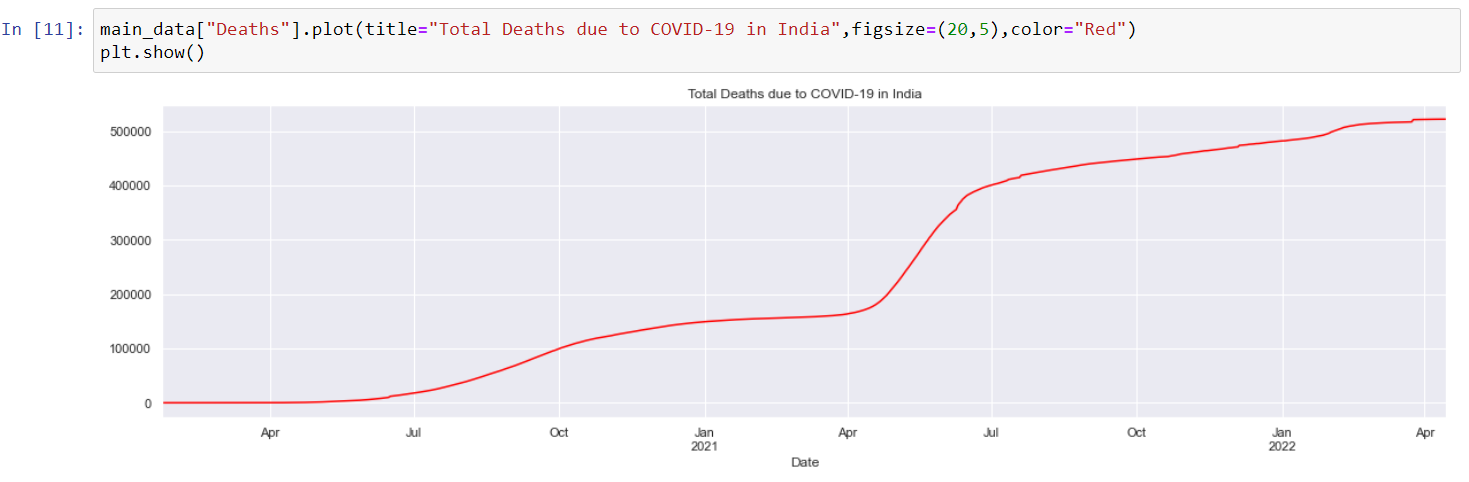 In [11]: main_data["Deaths"].plot(title="Total Deaths due to COVID-19 in India",figsize=(20,5),color="Red")
plt.show()
Total Deaths due to COVID-19 in India
500000
400000
300000
200000
100000
0
Apr Jul Oct Jan Apr Jul Oct Jan Apr
2021 2022
Date